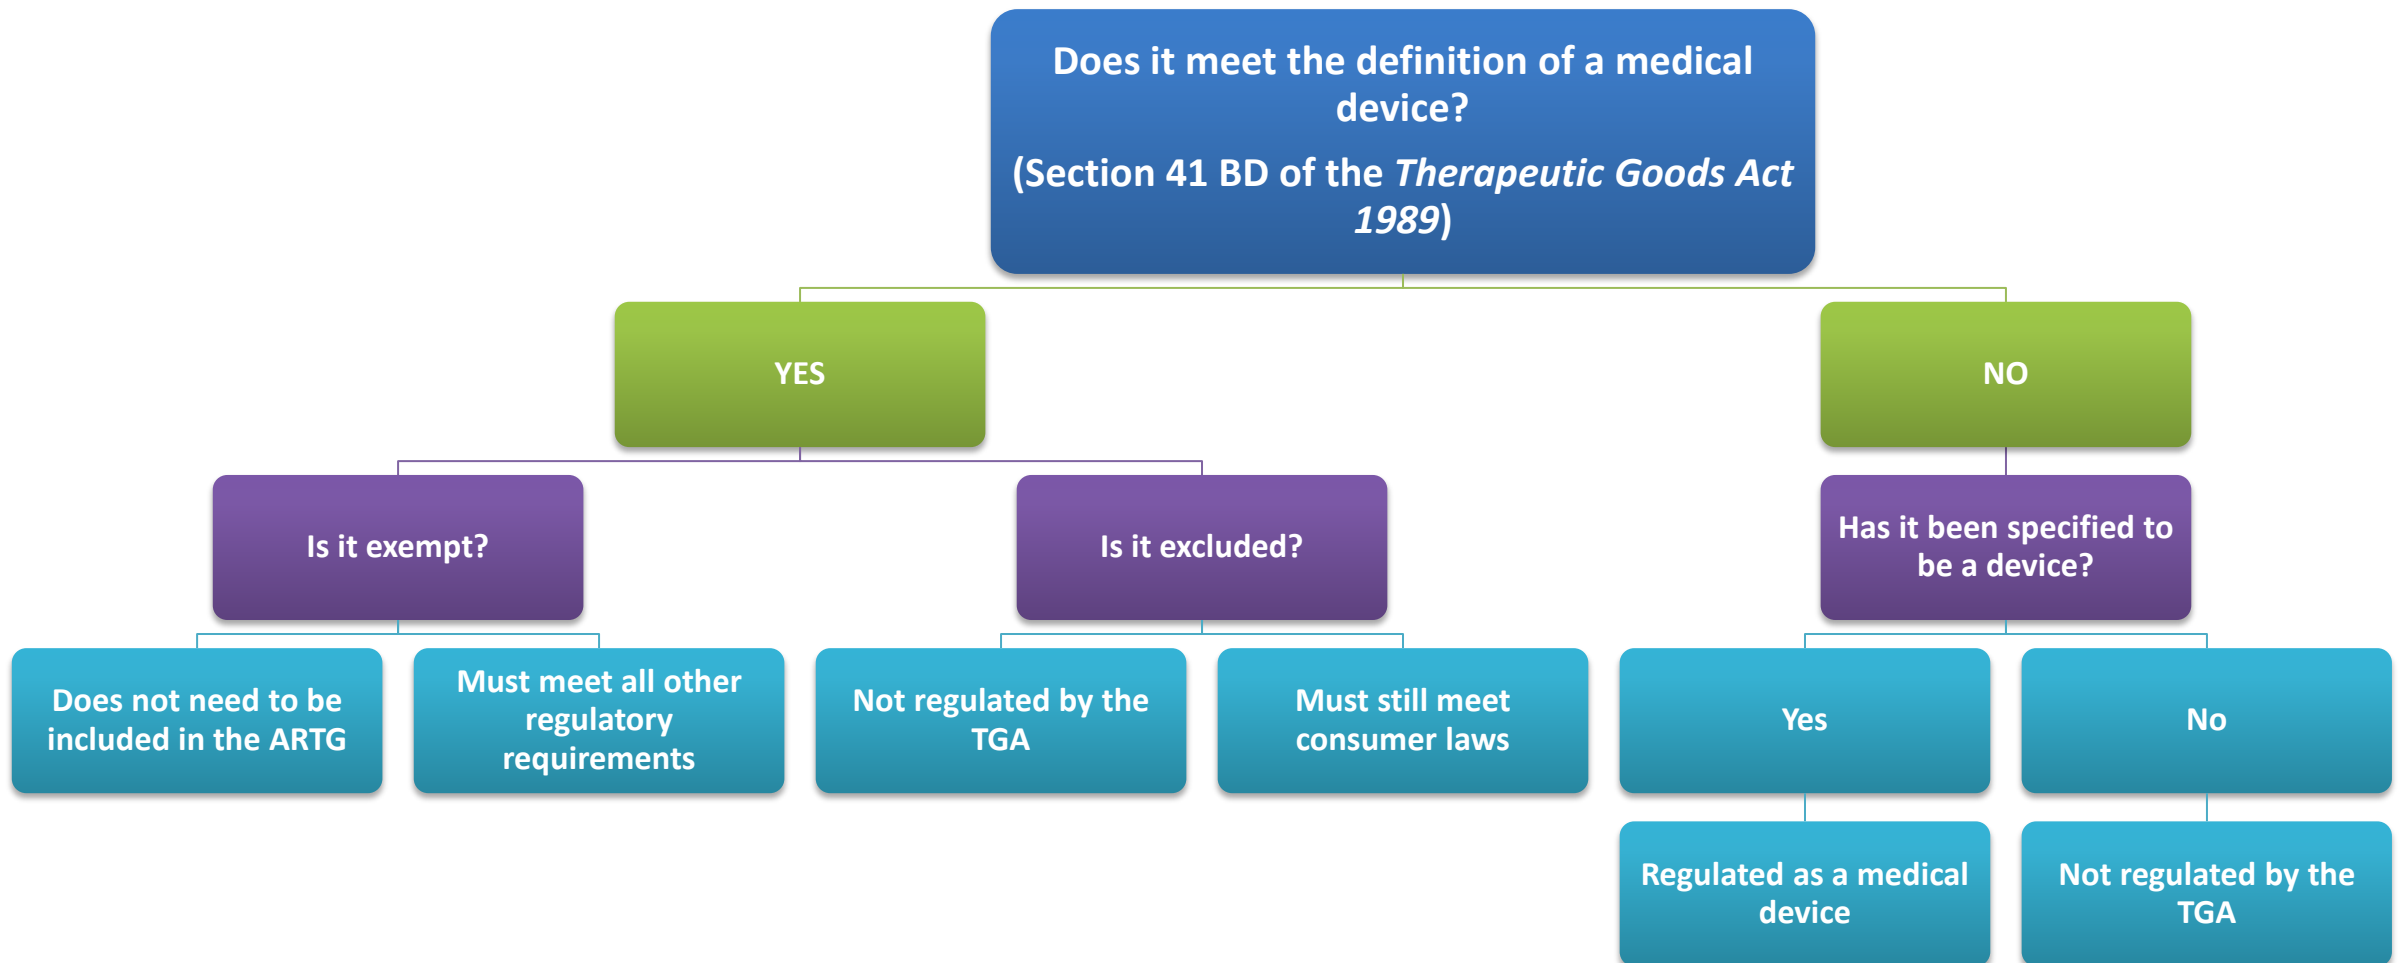 Does it meet the definition of a medical
device?
(Section 41 BD of the Therapeutic Goods Act
1989)
YES
NO
Is it exempt?
Is it excluded?
Has it been specified to
be a device?
Does not need to be
included in the ARTG
Must meet all other
regulatory
requirements
Not regulated by the
TGA
Must still meet
consumer laws
Yes
No
Regulated as a medical
device
Not regulated by the
TGA